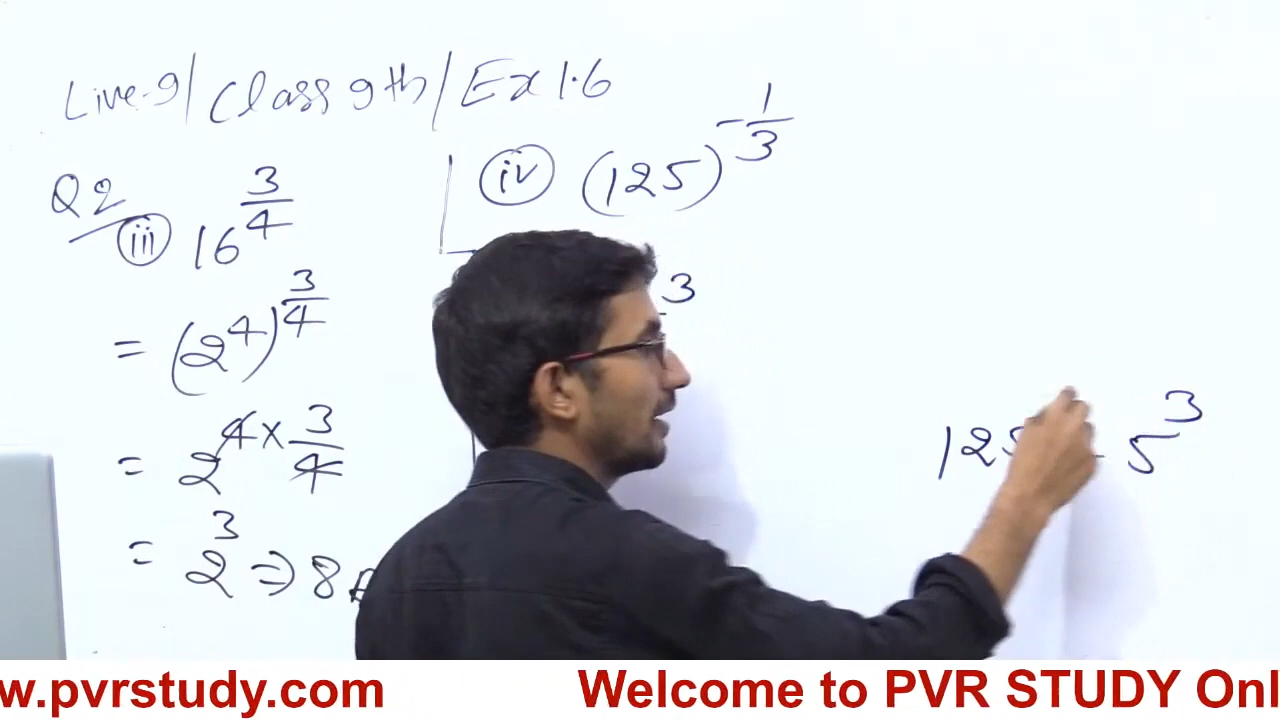 Live-9/Class 9th/Ex 1.6
Q2
iii 16^(3/4)
= (2^4)^(3/4)
= 2^(4×3/4)
= 2^3 ⇒ 8
iv (125)^(-1/3)
3
125 = 5^3
w.pvrstudy.com Welcome to PVR STUDY Onl